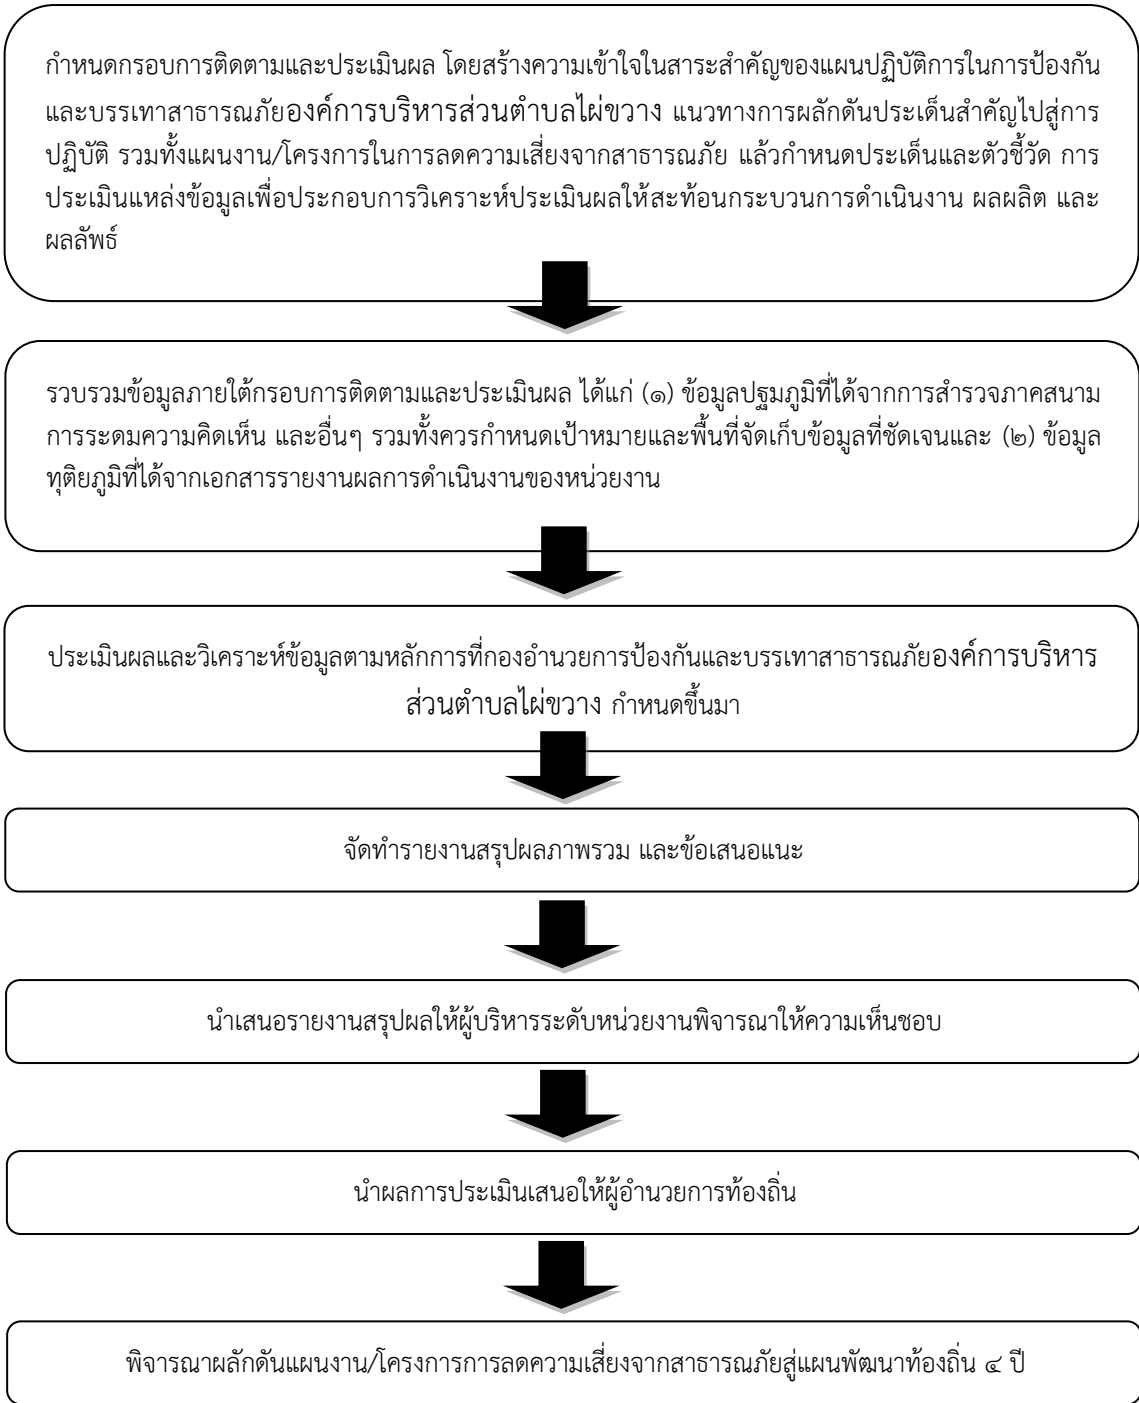 กำหนดกรอบการติดตามและประเมินผล โดยสร้างความเข้าใจในสาระสำคัญของแผนปฏิบัติการในการป้องกัน
และบรรเทาสาธารณภัยองค์การบริหารส่วนตำบลไผ่ขวาง แนวทางการผลักดันประเด็นสำคัญไปสู่การ
ปฏิบัติ รวมทั้งแผนงาน/โครงการในการลดความเสี่ยงจากสาธารณภัย แล้วกำหนดประเด็นและตัวชี้วัด การ
ประเมินแหล่งข้อมูลเพื่อประกอบการวิเคราะห์ประเมินผลให้สะท้อนกระบวนการดำเนินงาน ผลผลิต และ
ผลลัพธ์
รวบรวมข้อมูลภายใต้กรอบการติดตามและประเมินผล ได้แก่ (๑) ข้อมูลปฐมภูมิที่ได้จากการสำรวจภาคสนาม
การระดมความคิดเห็น และอื่นๆ รวมทั้งควรกำหนดเป้าหมายและพื้นที่จัดเก็บข้อมูลที่ชัดเจนและ (๒) ข้อมูล
ทุติยภูมิที่ได้จากเอกสารรายงานผลการดำเนินงานของหน่วยงาน
ประเมินผลและวิเคราะห์ข้อมูลตามหลักการที่กองอำนวยการป้องกันและบรรเทาสาธารณภัยองค์การบริหาร
ส่วนตำบลไผ่ขวาง กำหนดขึ้นมา
จัดทำรายงานสรุปผลภาพรวม และข้อเสนอแนะ
นำเสนอรายงานสรุปผลให้ผู้บริหารระดับหน่วยงานพิจารณาให้ความเห็นชอบ
นำผลการประเมินเสนอให้ผู้อำนวยการท้องถิ่น
พิจารณาผลักดันแผนงาน/โครงการการลดความเสี่ยงจากสาธารณภัยสู่แผนพัฒนาท้องถิ่น ๔ ปี